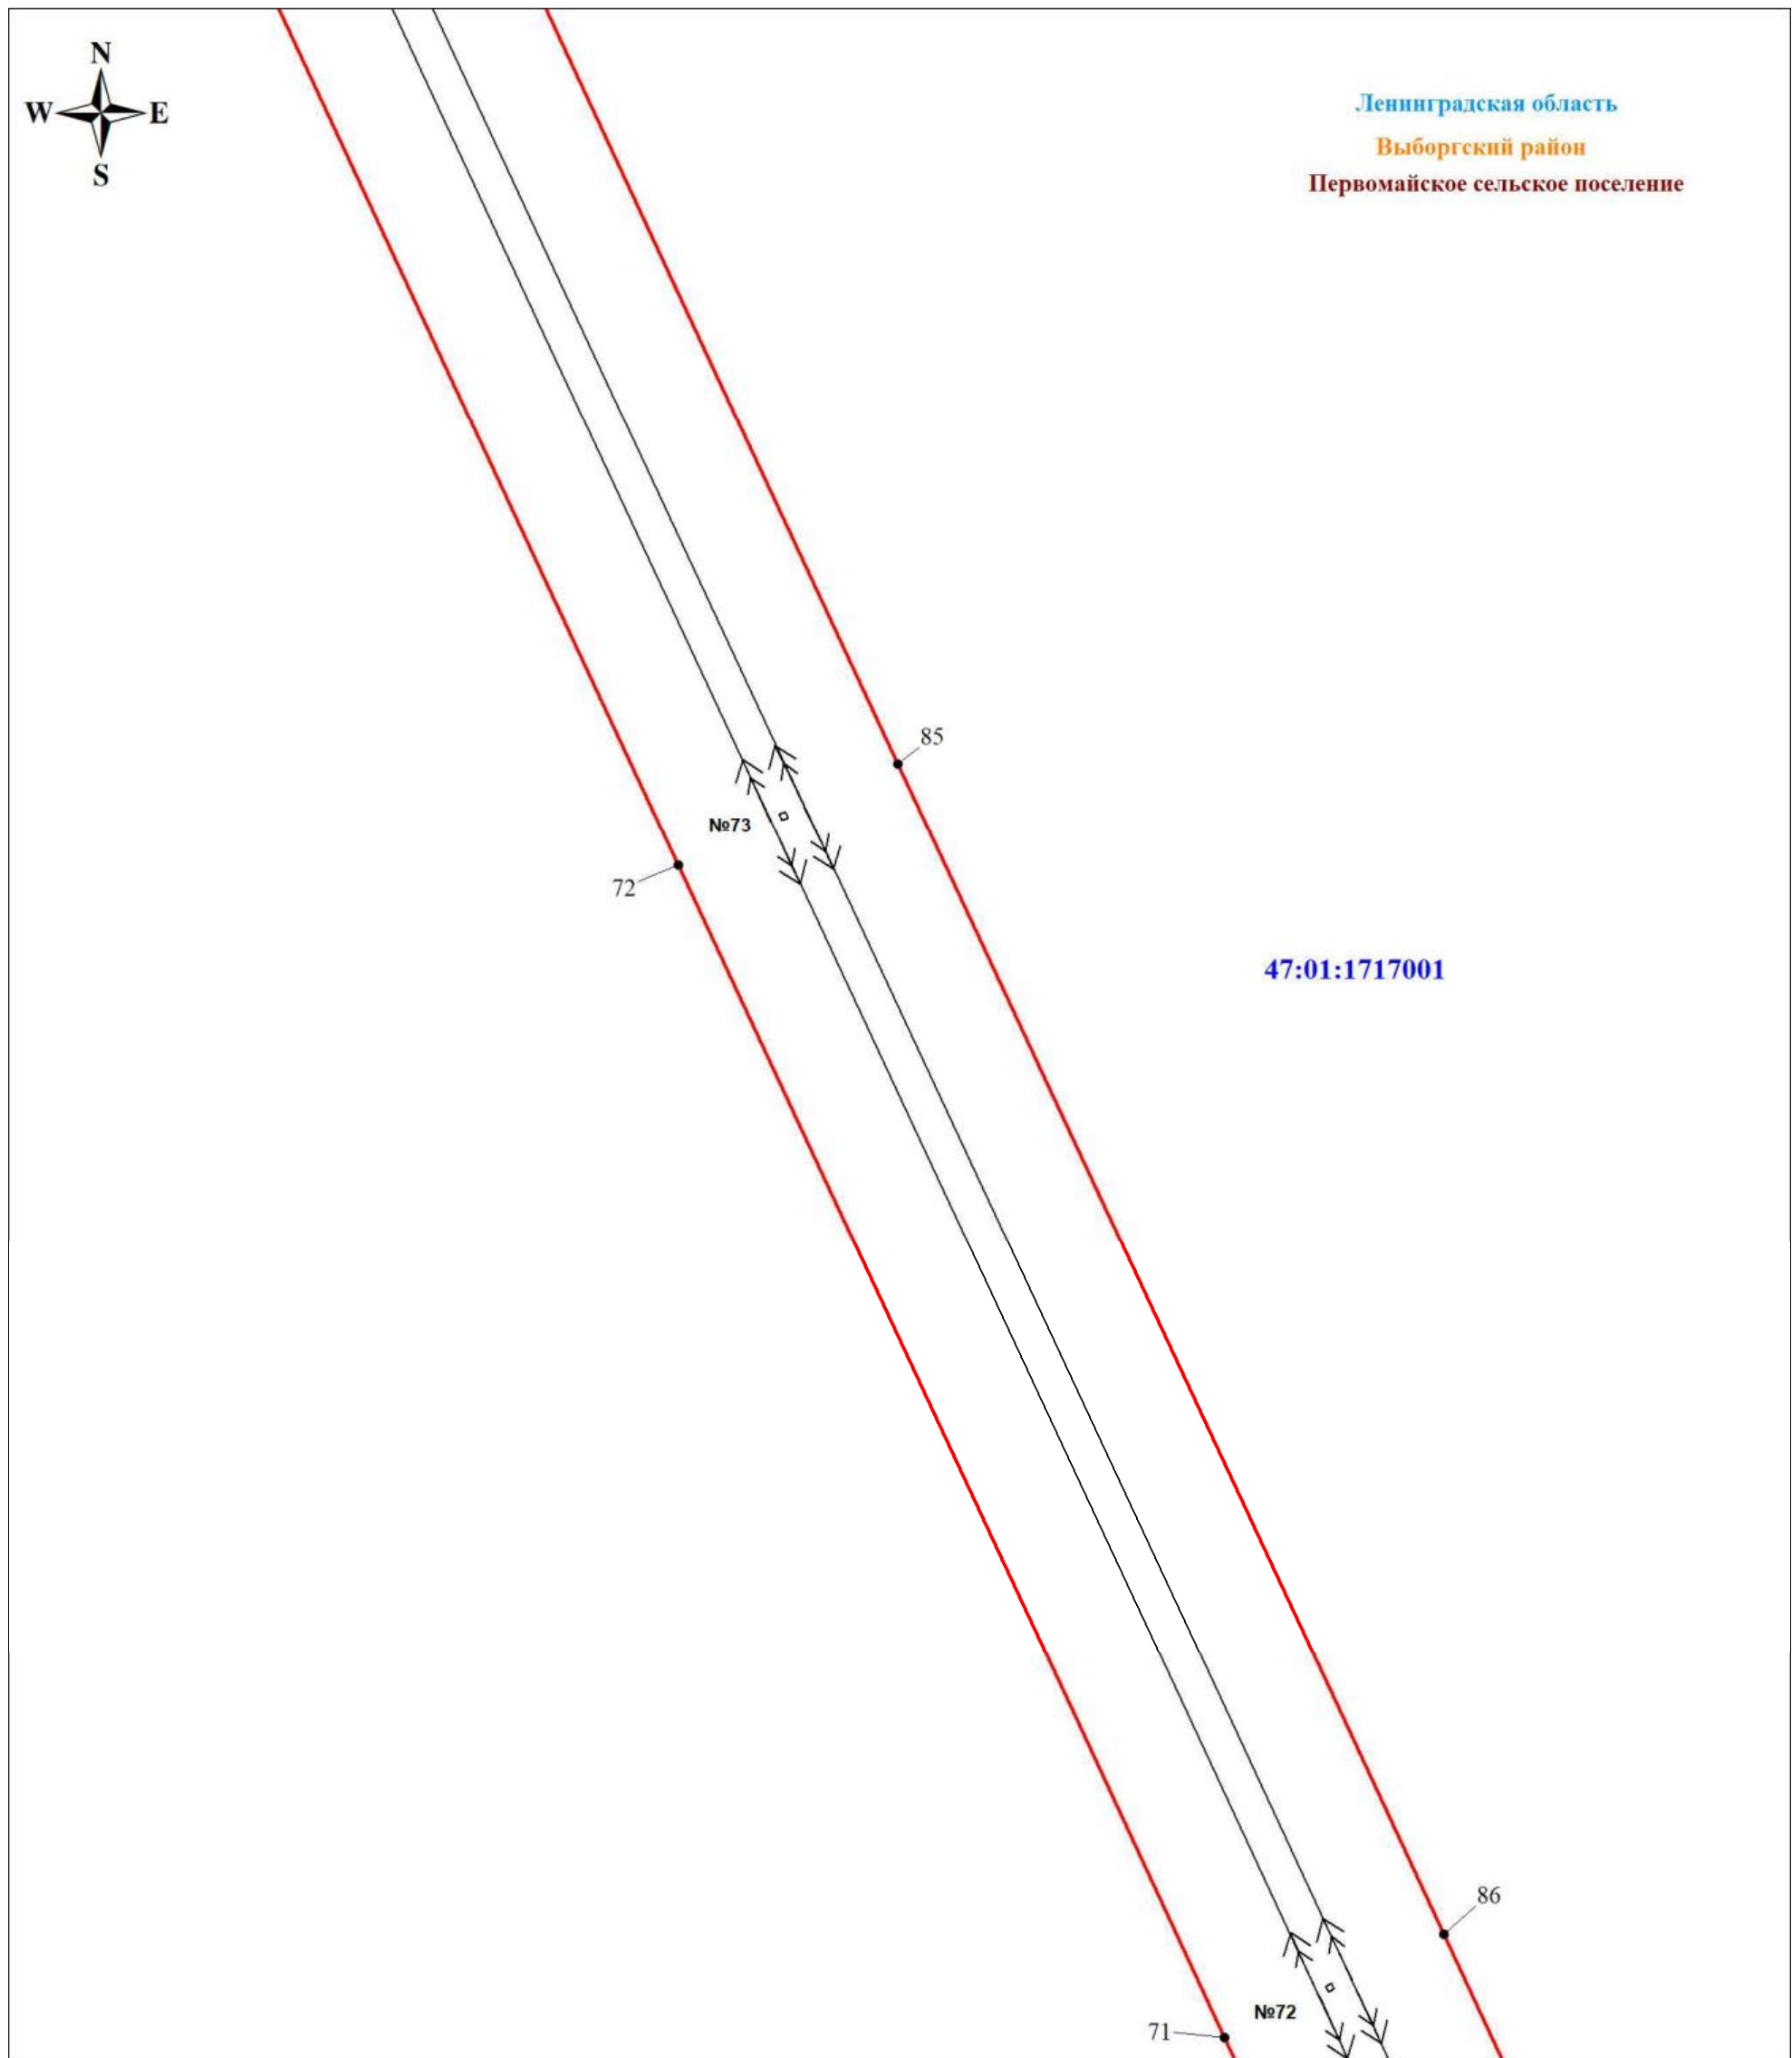 N
W E
S
Ленинградская область
Выборгский район
Первомайское сельское поселение
85
№73
72
47:01:1717001
86
№72
71